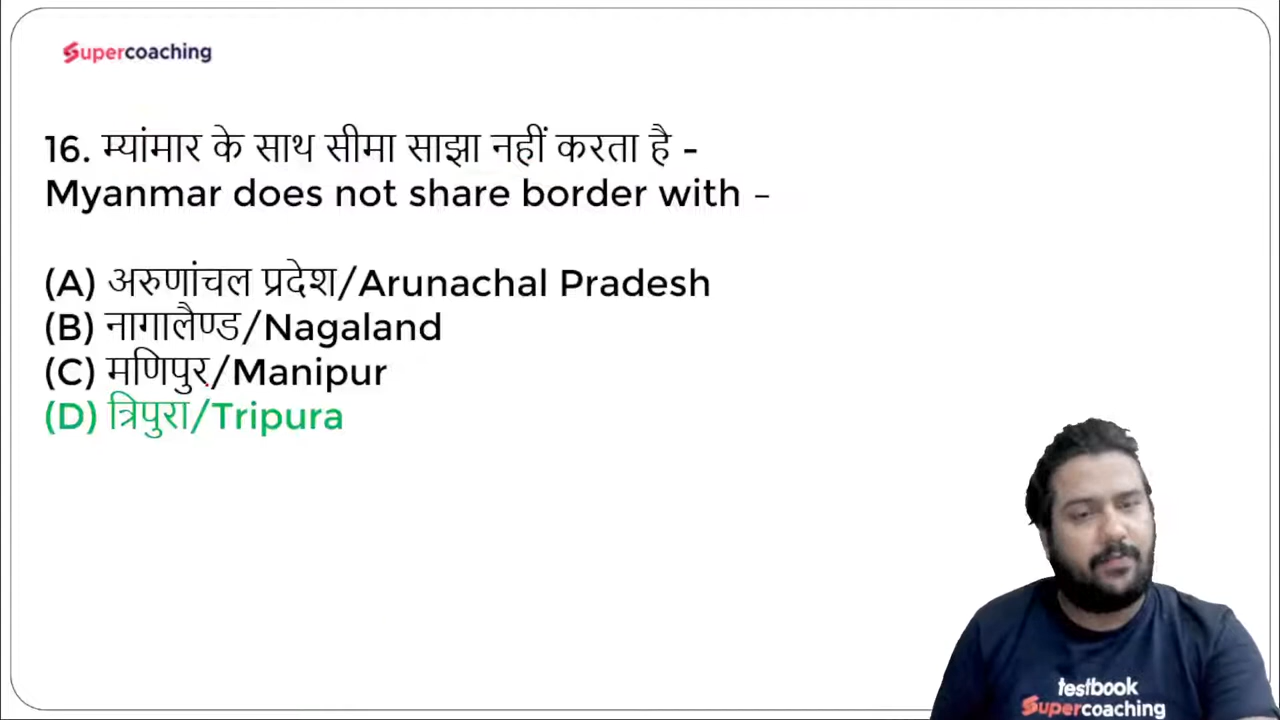 Supercoaching
16. म्यांमार के साथ सीमा साझा नहीं करता है -
Myanmar does not share border with –
(A) अरुणांचल प्रदेश/Arunachal Pradesh
(B) नागालैण्ड/Nagaland
(C) मणिपुर/Manipur
(D) त्रिपुरा/Tripura
testbook
Supercoaching